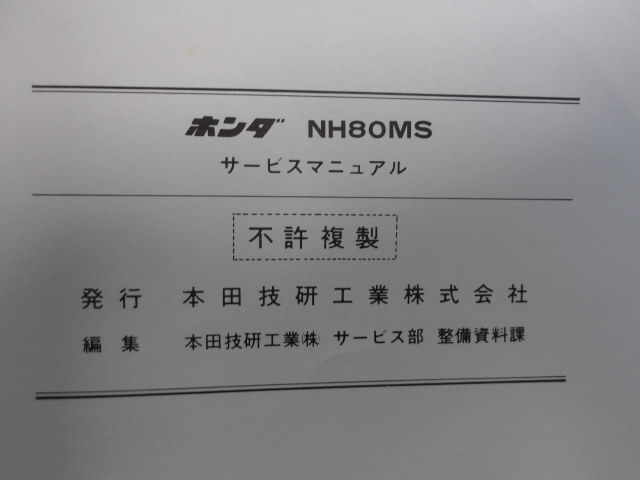 ホンダ NH80MS
サービスマニュアル
不許複製
発行 本田技研工業株式会社
編集 本田技研工業㈱ サービス部 整備資料課